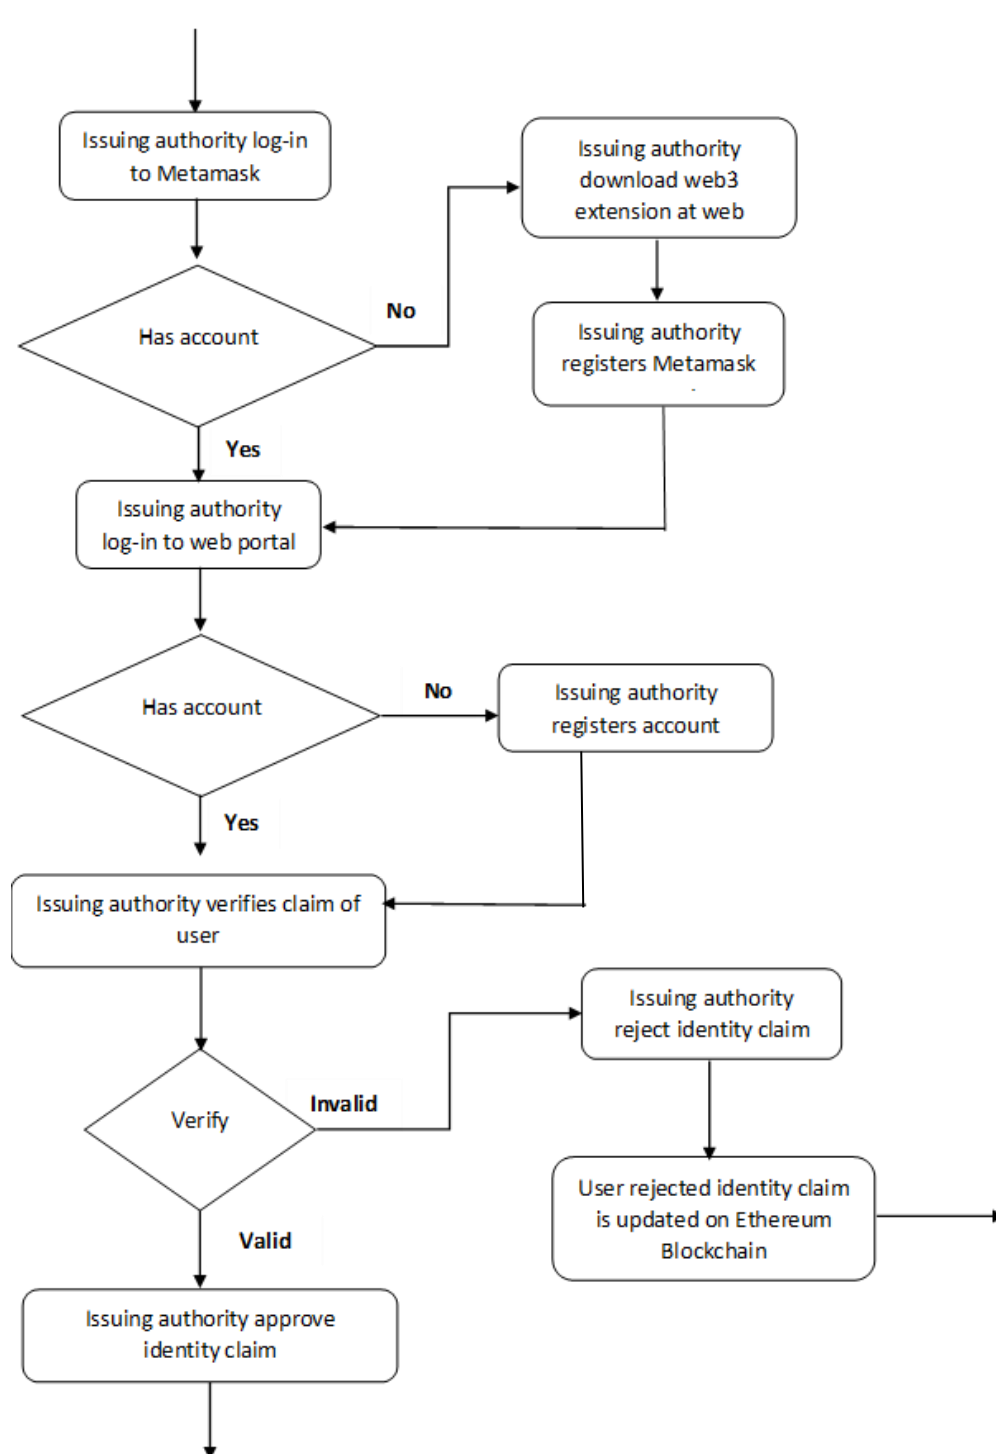 Issuing authority log-in
to Metamask
Issuing authority
download web3
extension at web
Has account
No
Issuing authority
registers Metamask
Yes
Issuing authority
log-in to web portal
Has account
No
Issuing authority
registers account
Yes
Issuing authority verifies claim of
user
Issuing authority
reject identity claim
Verify
Invalid
User rejected identity claim
is updated on Ethereum
Blockchain
Valid
Issuing authority approve
identity claim